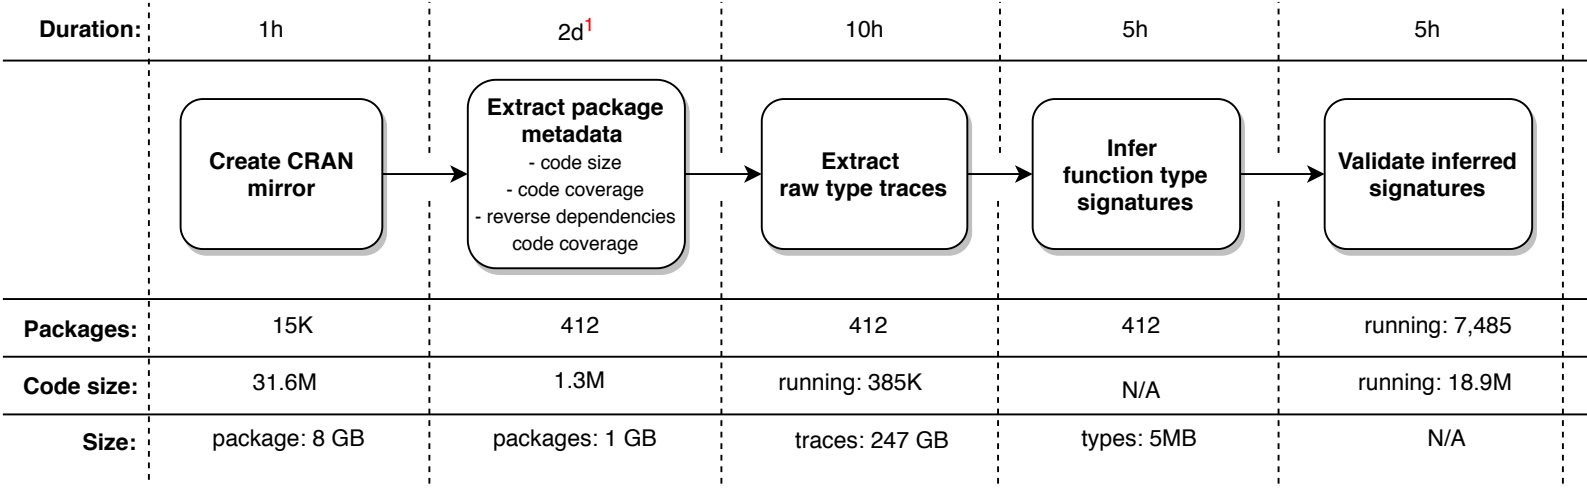 Duration: 1h 2d1 10h 5h 5h
Create CRAN
mirror
Extract package
metadata
- code size
- code coverage
- reverse dependencies
code coverage
Extract
raw type traces
Infer
function type
signatures
Validate inferred
signatures
Packages: 15K 412 412 412 running: 7,485
Code size: 31.6M 1.3M running: 385K N/A running: 18.9M
Size: package: 8 GB packages: 1 GB traces: 247 GB types: 5MB N/A